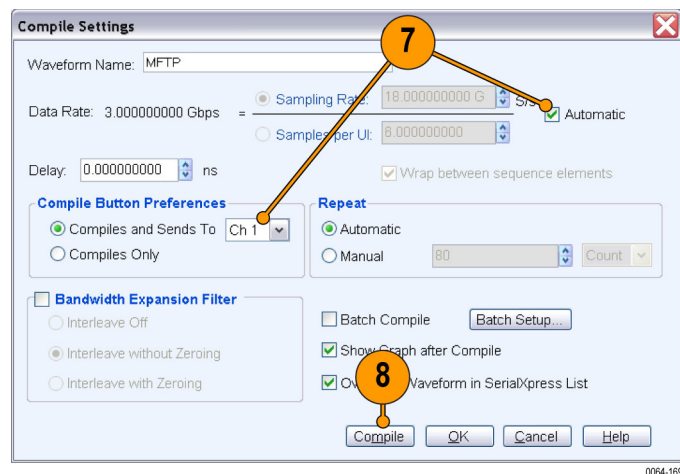 Compile Settings
7
Waveform Name: MFTP
Data Rate: 3.000000000 Gbps = Sampling Rate: 18.000000000 G S/s
Samples per UI: 6.000000000
Automatic
Delay: 0.000000000 ns
Wrap between sequence elements
Compile Button Preferences
Compiles and Sends To Ch 1
Compiles Only
Repeat
Automatic
Manual 80 Count
Bandwidth Expansion Filter
Interleave Off
Interleave without Zeroing
Interleave with Zeroing
Batch Compile Batch Setup...
Show Graph after Compile
8
Waveform in SerialXpress List
Compile OK Cancel Help
0064-169